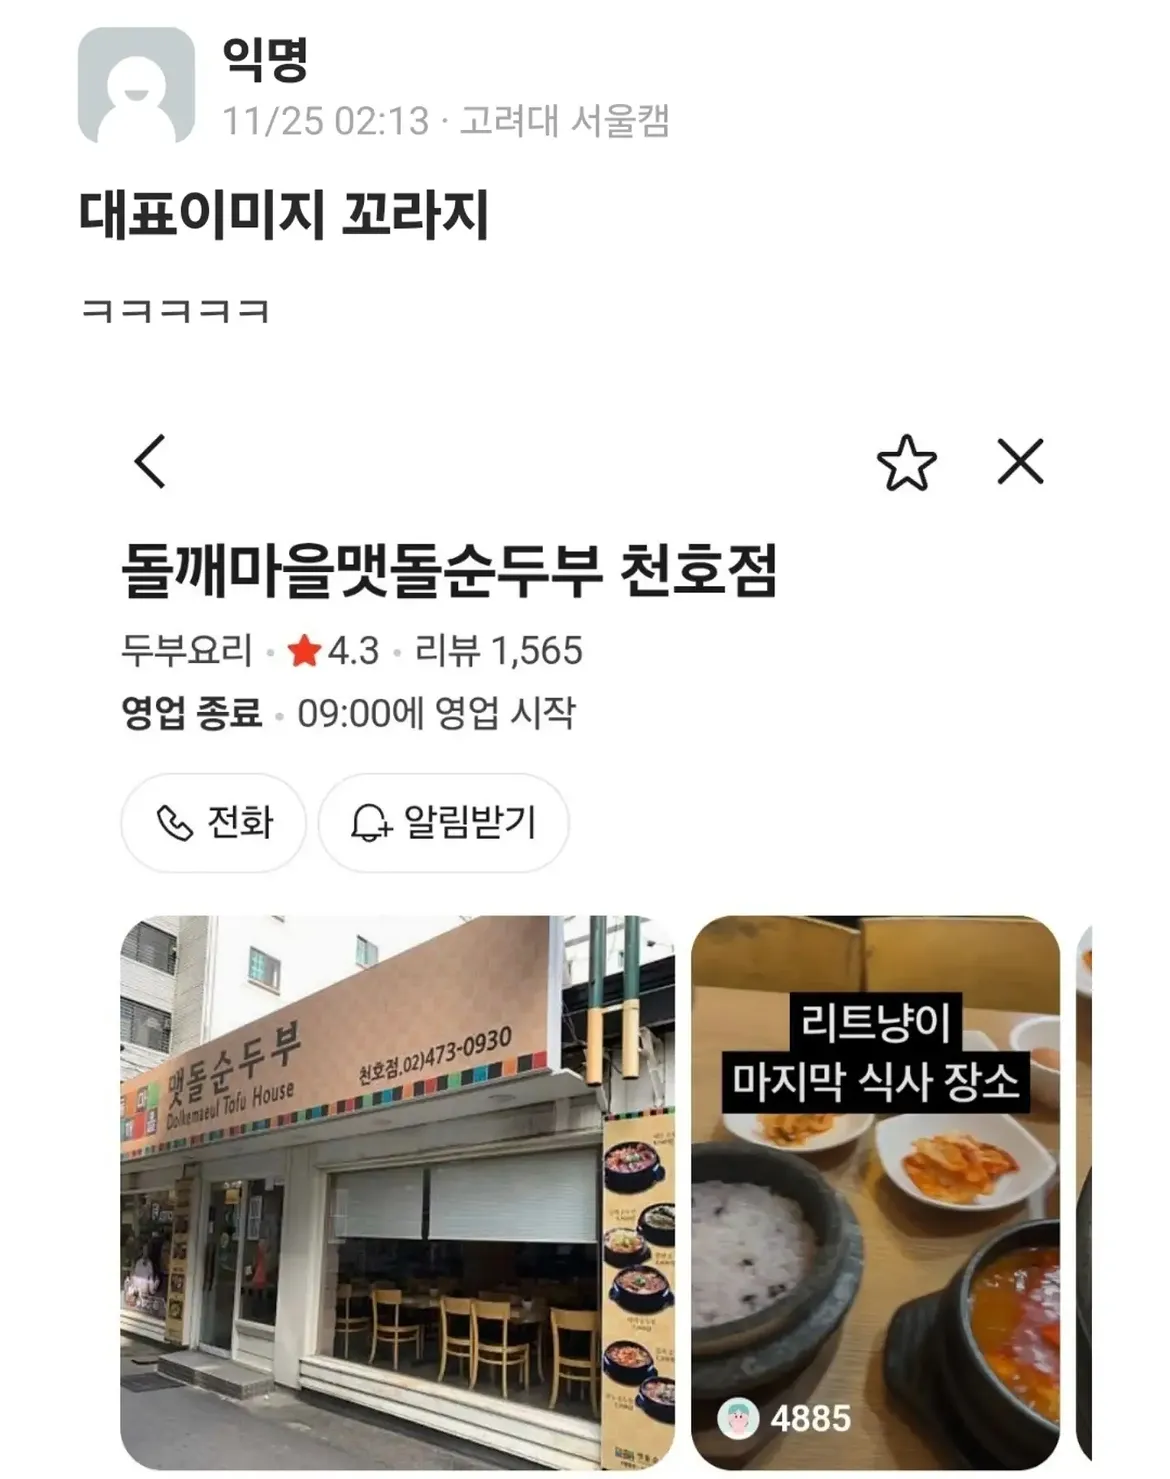 익명
11/25 02:13 · 고려대 서울캠
대표이미지 꼬라지
ㅋㅋㅋㅋㅋ
돌깨마을맷돌순두부 천호점
두부요리 · ★4.3 · 리뷰 1,565
영업 종료 · 09:00에 영업 시작
전화
알림받기
맷돌순두부
Dolkemaeul Tofu House
천호점.02)473-0930
리트냥이
마지막 식사 장소
4885